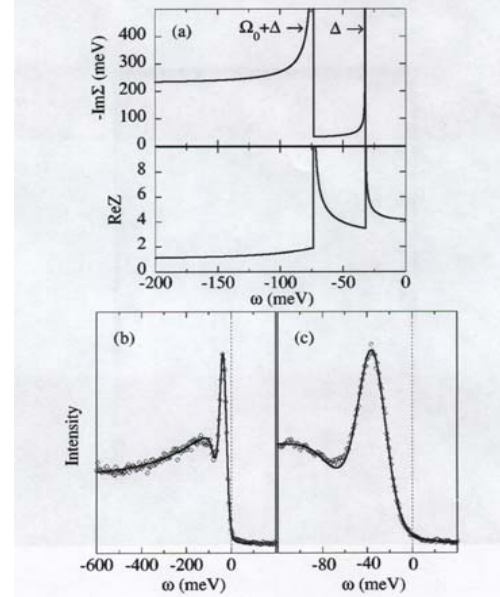 (a) Ω₀+Δ → Δ →
-ImΣ (meV)
400
300
200
100
0
ReZ
8
6
4
2
0
-200 -150 -100 -50 0
ω (meV)
(b) (c)
Intensity
-600 -400 -200 0 -80 -40 0
ω (meV) ω (meV)